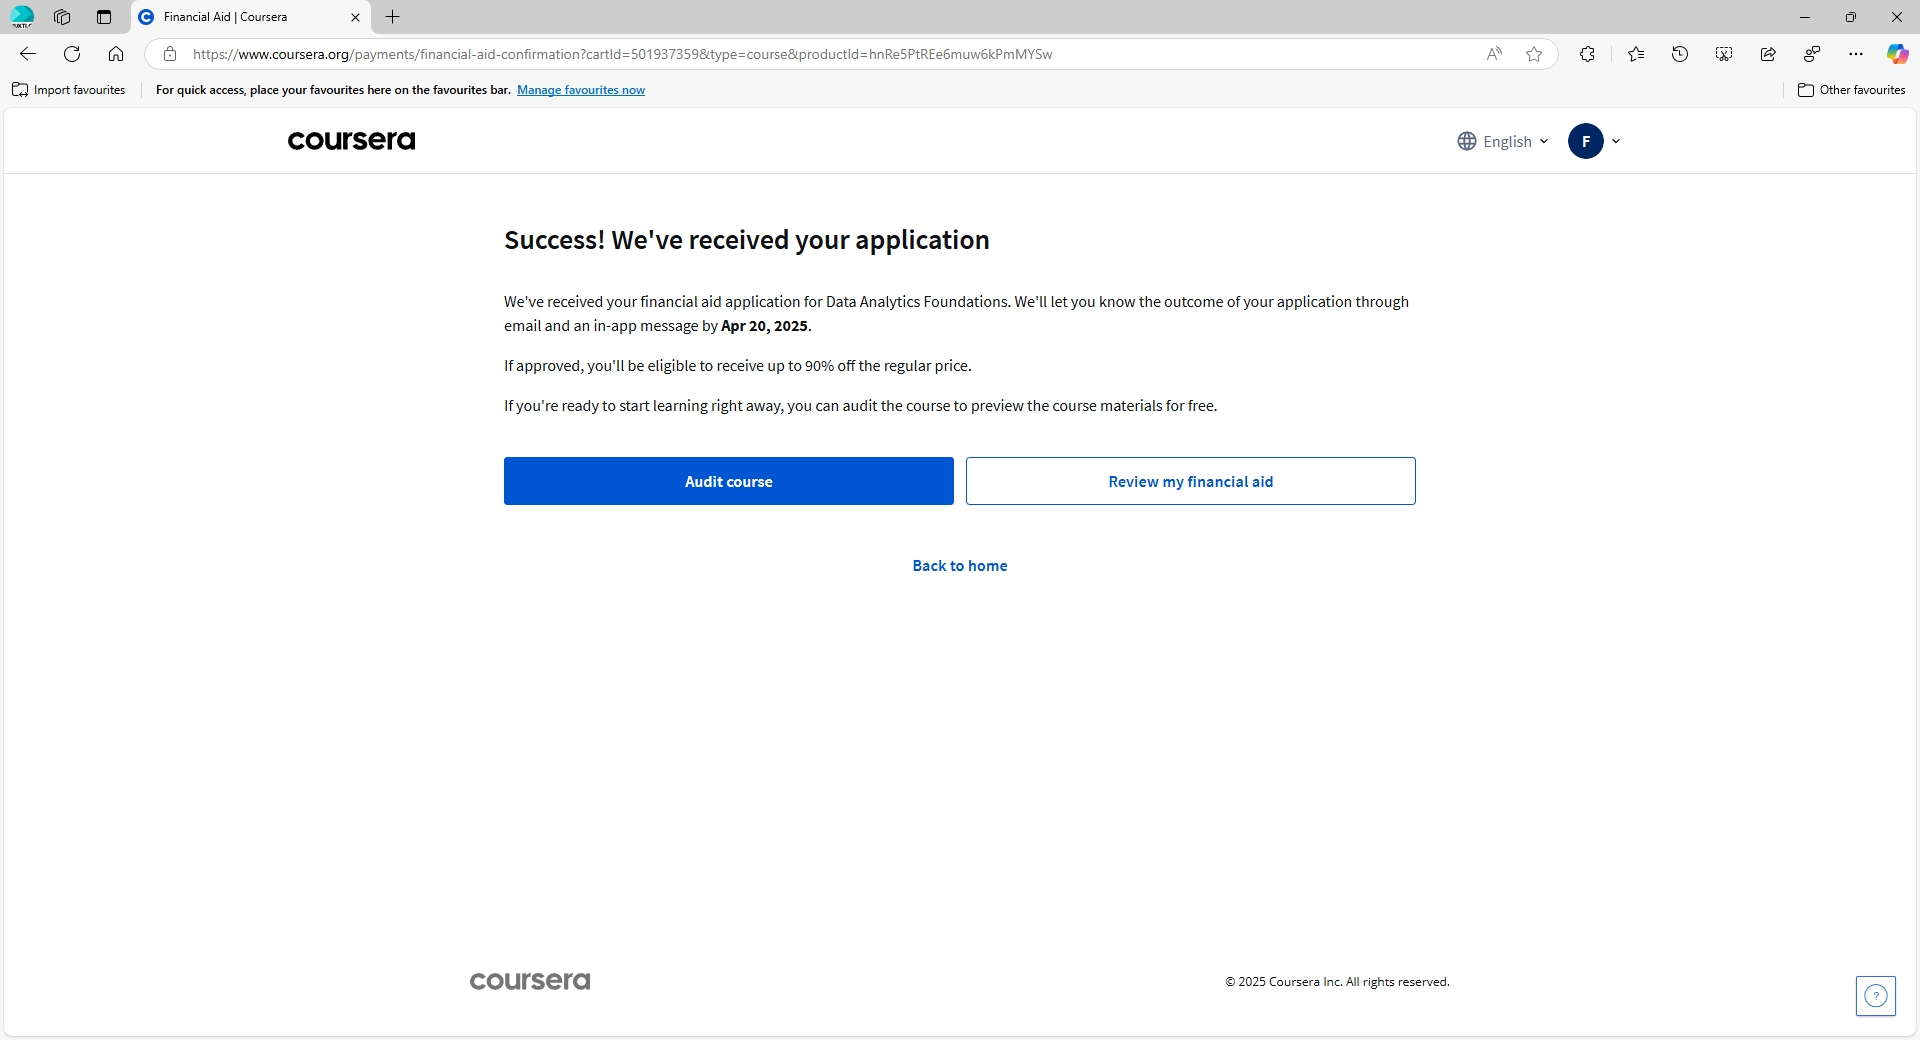 Financial Aid | Coursera
https://www.coursera.org/payments/financial-aid-confirmation?cartId=501937359&type=course&productId=hnRe5PtREe6muw6kPmMYSw
Import favourites
For quick access, place your favourites here on the favourites bar. Manage favourites now
Other favourites
coursera
English
F
Success! We've received your application
We've received your financial aid application for Data Analytics Foundations. We'll let you know the outcome of your application through
email and an in-app message by Apr 20, 2025.
If approved, you'll be eligible to receive up to 90% off the regular price.
If you're ready to start learning right away, you can audit the course to preview the course materials for free.
Audit course
Review my financial aid
Back to home
coursera
© 2025 Coursera Inc. All rights reserved.
?